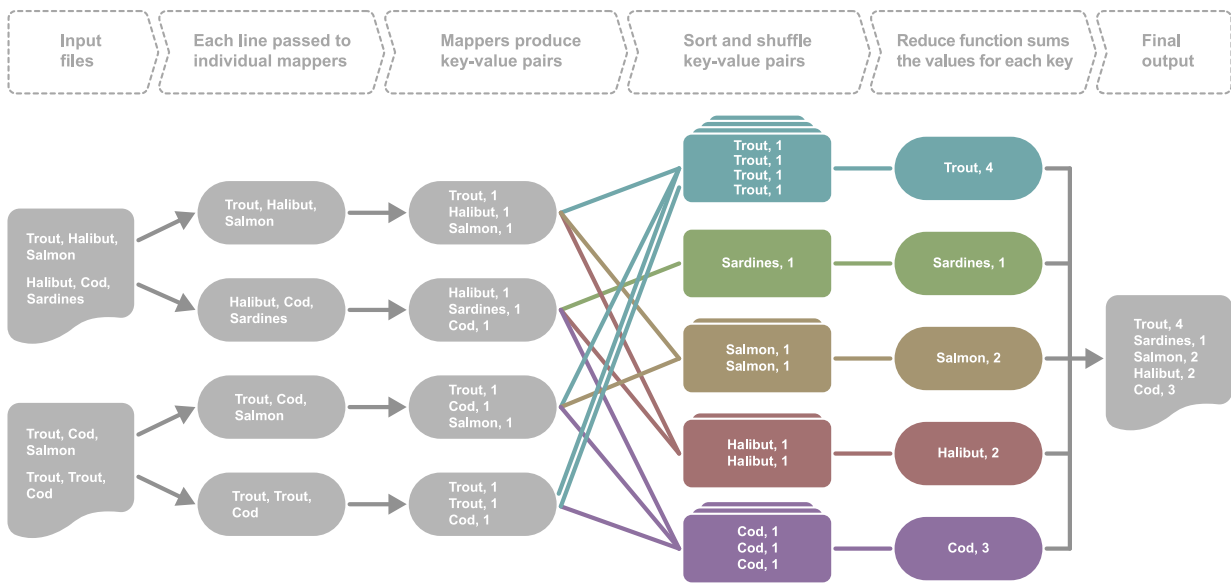 Input
files
Each line passed to
individual mappers
Mappers produce
key-value pairs
Sort and shuffle
key-value pairs
Reduce function sums
the values for each key
Final
output
Trout, Halibut,
Salmon
Halibut, Cod,
Sardines
Trout, Cod,
Salmon
Trout, Trout,
Cod
Trout, Halibut,
Salmon
Halibut, Cod,
Sardines
Trout, Cod,
Salmon
Trout, Trout,
Cod
Trout, 1
Halibut, 1
Salmon, 1
Halibut, 1
Sardines, 1
Cod, 1
Trout, 1
Cod, 1
Salmon, 1
Trout, 1
Trout, 1
Cod, 1
Trout, 1
Trout, 1
Trout, 1
Trout, 1
Sardines, 1
Salmon, 1
Salmon, 1
Halibut, 1
Halibut, 1
Cod, 1
Cod, 1
Cod, 1
Trout, 4
Sardines, 1
Salmon, 2
Halibut, 2
Cod, 3
Trout, 4
Sardines, 1
Salmon, 2
Halibut, 2
Cod, 3